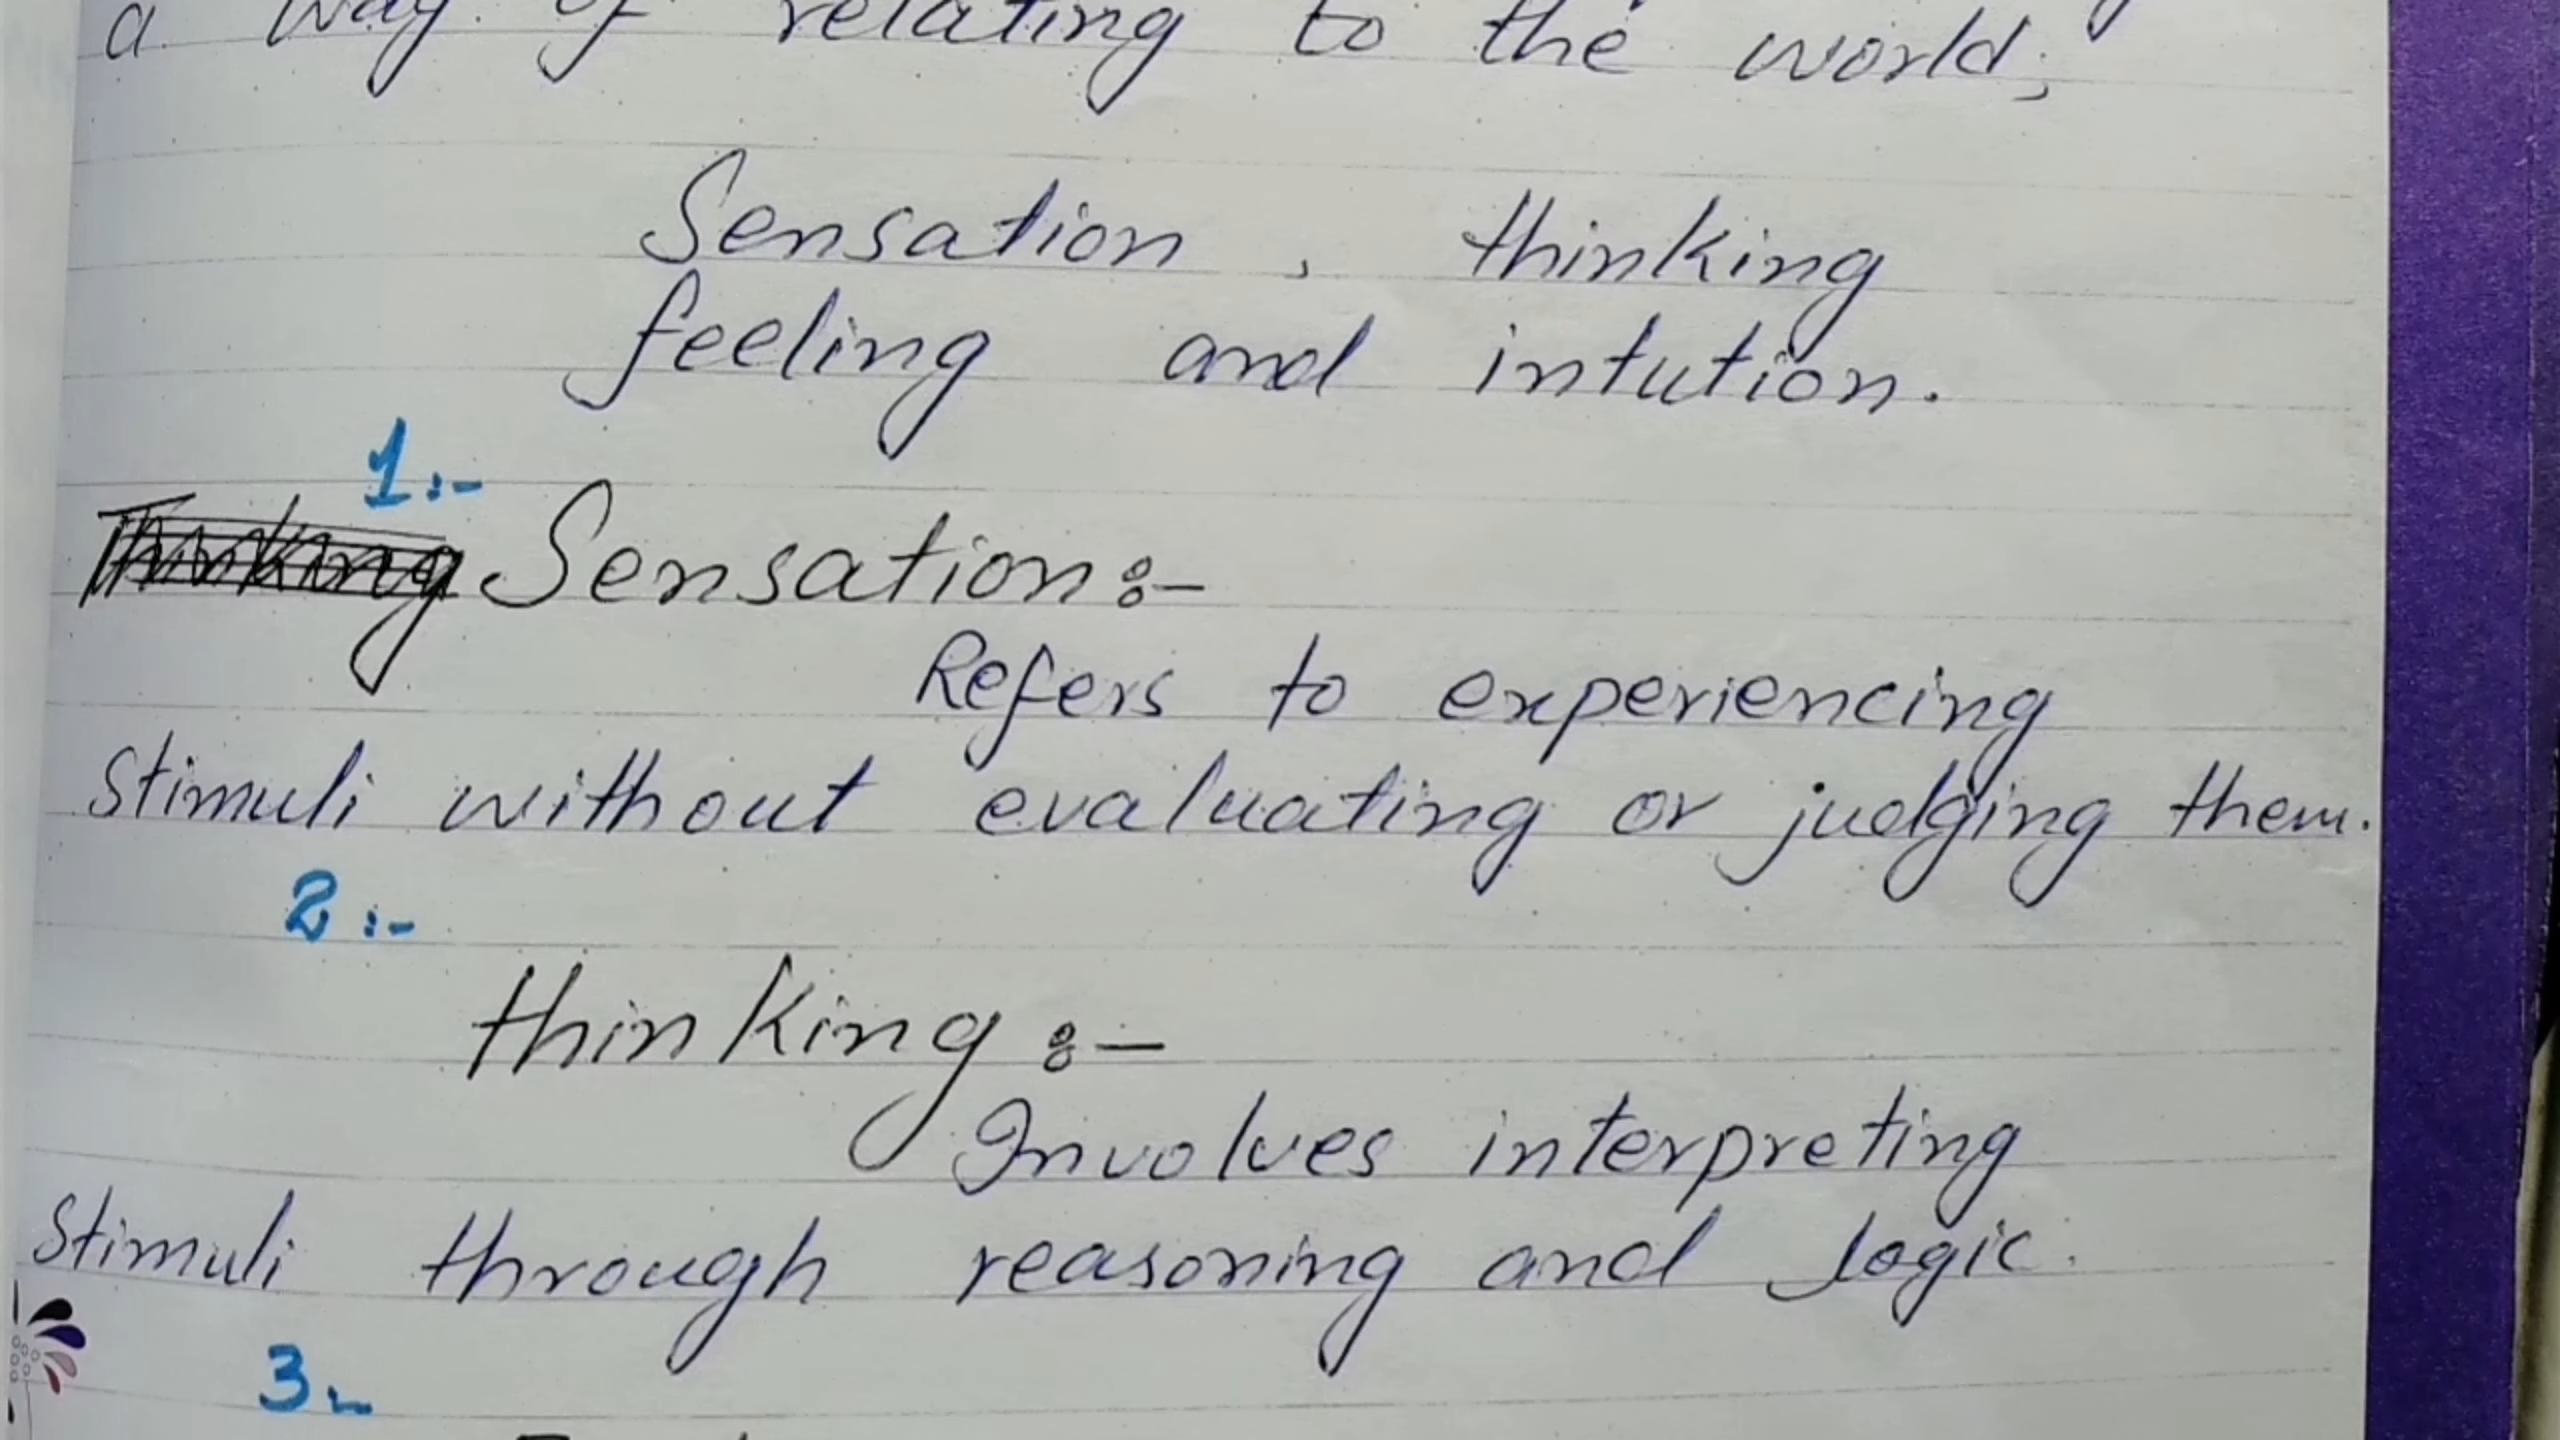 a way of relating to the world;
Sensation, thinking
feeling and intution.
1:-
Thinking Sensation:-
Refers to experiencing
Stimuli without evaluating or judging them.
2:-
thinking:-
Involves interpreting
Stimuli through reasoning and logic.
3:-